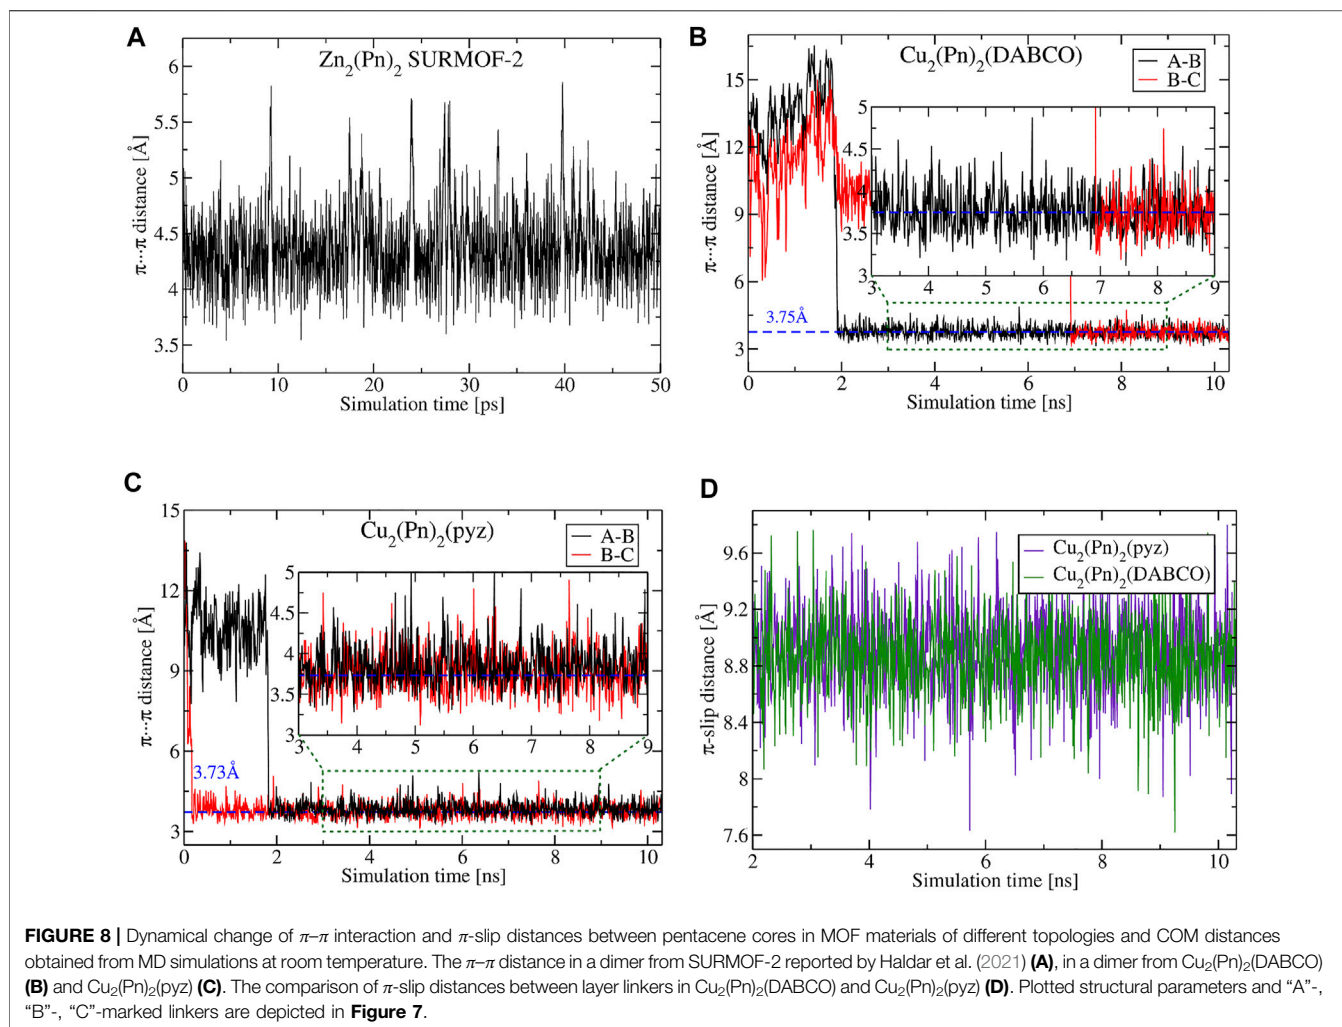 A
Zn2(Pn)2 SURMOF-2
π···π distance [Å]
6
5.5
5
4.5
4
3.5
0 10 20 30 40 50
Simulation time [ps]
B
Cu2(Pn)2(DABCO)
A-B
B-C
π···π distance [Å]
15
12
9
6
3
5
4.5
4
3.5
3
3 4 5 6 7 8 9
3.75Å
0 2 4 6 8 10
Simulation time [ns]
C
Cu2(Pn)2(pyz)
A-B
B-C
π···π distance [Å]
15
12
9
6
3
5
4.5
4
3.5
3
3 4 5 6 7 8 9
3.73Å
0 2 4 6 8 10
Simulation time [ns]
D
Cu2(Pn)2(pyz)
Cu2(Pn)2(DABCO)
π-slip distance [Å]
9.6
9.2
8.8
8.4
8
7.6
2 4 6 8 10
Simulation time [ns]
FIGURE 8 | Dynamical change of π–π interaction and π-slip distances between pentacene cores in MOF materials of different topologies and COM distances
obtained from MD simulations at room temperature. The π–π distance in a dimer from SURMOF-2 reported by Haldar et al. (2021) (A), in a dimer from Cu2(Pn)2(DABCO)
(B) and Cu2(Pn)2(pyz) (C). The comparison of π-slip distances between layer linkers in Cu2(Pn)2(DABCO) and Cu2(Pn)2(pyz) (D). Plotted structural parameters and “A”-,
“B”-, “C”-marked linkers are depicted in Figure 7.